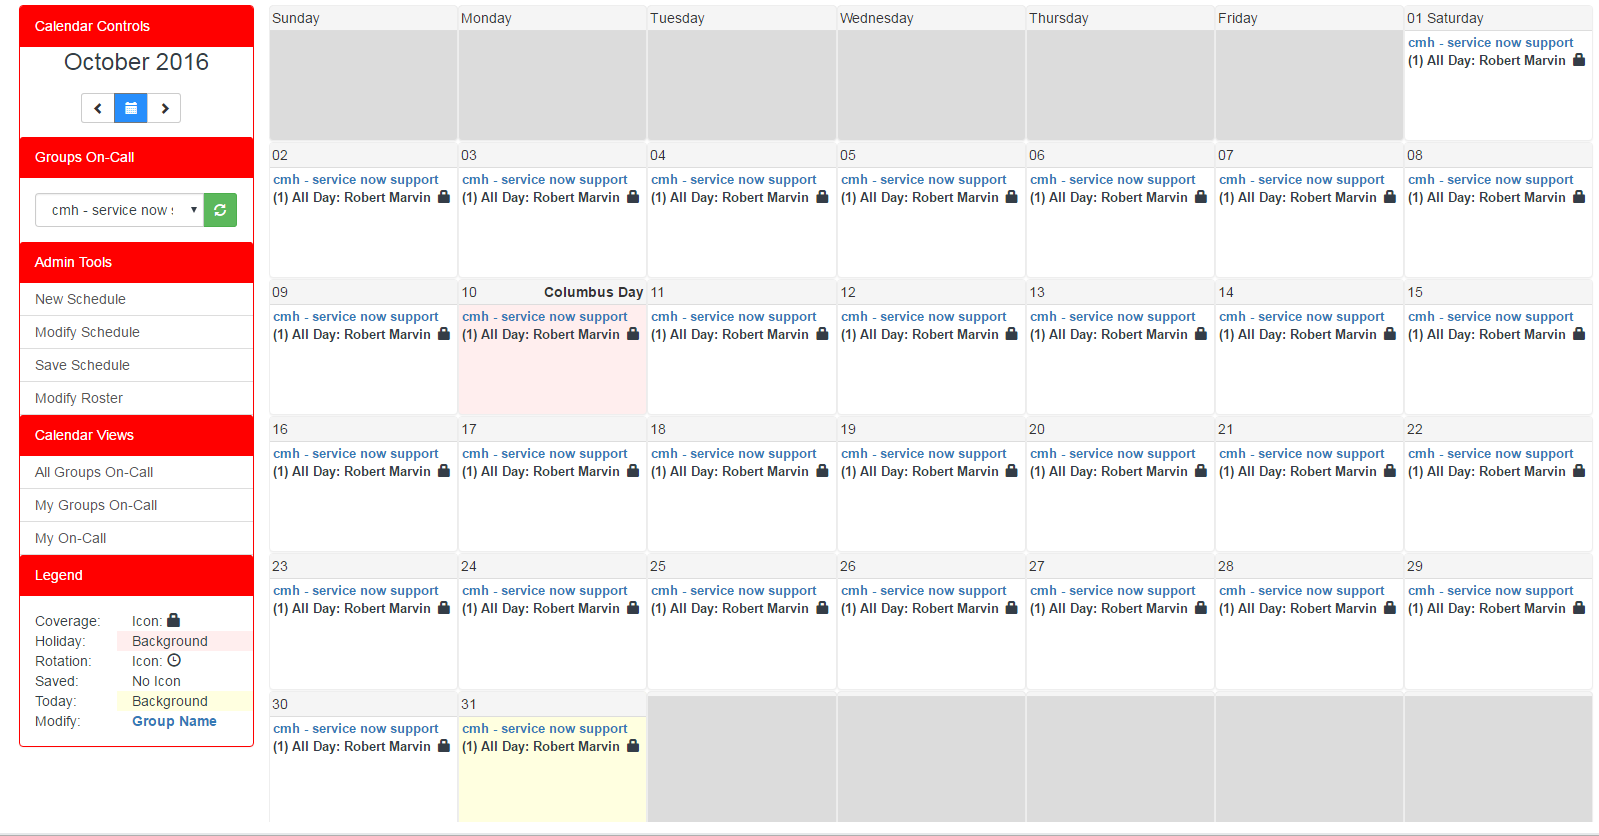 Calendar Controls
October 2016
Groups On-Call
cmh - service now :
Admin Tools
New Schedule
Modify Schedule
Save Schedule
Modify Roster
Calendar Views
All Groups On-Call
My Groups On-Call
My On-Call
Legend
Coverage: Icon:
Holiday: Background
Rotation: Icon:
Saved: No Icon
Today: Background
Modify: Group Name
Sunday Monday Tuesday Wednesday Thursday Friday 01 Saturday
cmh - service now support
(1) All Day: Robert Marvin
02 03 04 05 06 07 08
cmh - service now support cmh - service now support cmh - service now support cmh - service now support cmh - service now support cmh - service now support cmh - service now support
(1) All Day: Robert Marvin (1) All Day: Robert Marvin (1) All Day: Robert Marvin (1) All Day: Robert Marvin (1) All Day: Robert Marvin (1) All Day: Robert Marvin (1) All Day: Robert Marvin
09 10 Columbus Day 11 12 13 14 15
cmh - service now support cmh - service now support cmh - service now support cmh - service now support cmh - service now support cmh - service now support cmh - service now support
(1) All Day: Robert Marvin (1) All Day: Robert Marvin (1) All Day: Robert Marvin (1) All Day: Robert Marvin (1) All Day: Robert Marvin (1) All Day: Robert Marvin (1) All Day: Robert Marvin
16 17 18 19 20 21 22
cmh - service now support cmh - service now support cmh - service now support cmh - service now support cmh - service now support cmh - service now support cmh - service now support
(1) All Day: Robert Marvin (1) All Day: Robert Marvin (1) All Day: Robert Marvin (1) All Day: Robert Marvin (1) All Day: Robert Marvin (1) All Day: Robert Marvin (1) All Day: Robert Marvin
23 24 25 26 27 28 29
cmh - service now support cmh - service now support cmh - service now support cmh - service now support cmh - service now support cmh - service now support cmh - service now support
(1) All Day: Robert Marvin (1) All Day: Robert Marvin (1) All Day: Robert Marvin (1) All Day: Robert Marvin (1) All Day: Robert Marvin (1) All Day: Robert Marvin (1) All Day: Robert Marvin
30 31
cmh - service now support cmh - service now support
(1) All Day: Robert Marvin (1) All Day: Robert Marvin